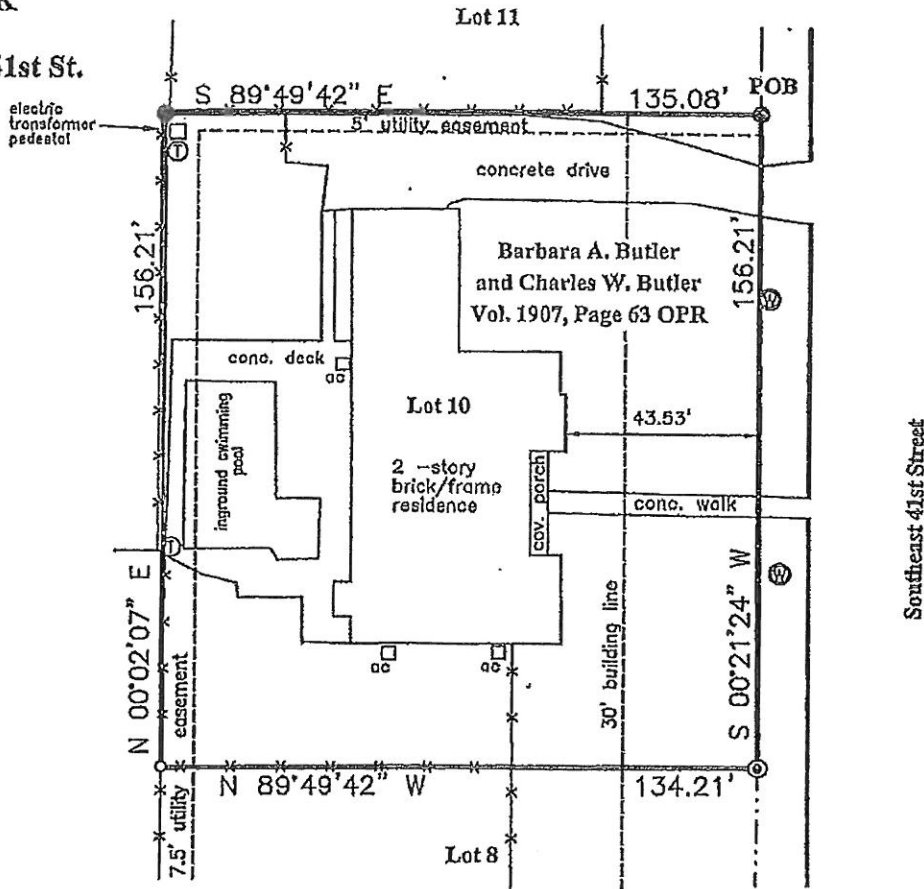 Lot 11
1st St.
POB
S 89°49'42" E
135.08'
electric
transformer
pedestal
T
5' utility easement
concrete drive
156.21'
156.21'
Barbara A. Butler
and Charles W. Butler
Vol. 1907, Page 63 OPR
W
conc. deck
ac
Lot 10
43.53'
inground swimming
pool
2 -story
brick/frame
residence
cov. porch
conc. walk
Southeast 41st Street
T
W
N 00°02'07" E
S 00°21'24" W
30' building line
ac
ac
7.5' utility easement
N 89°49'42" W
134.21'
Lot 8